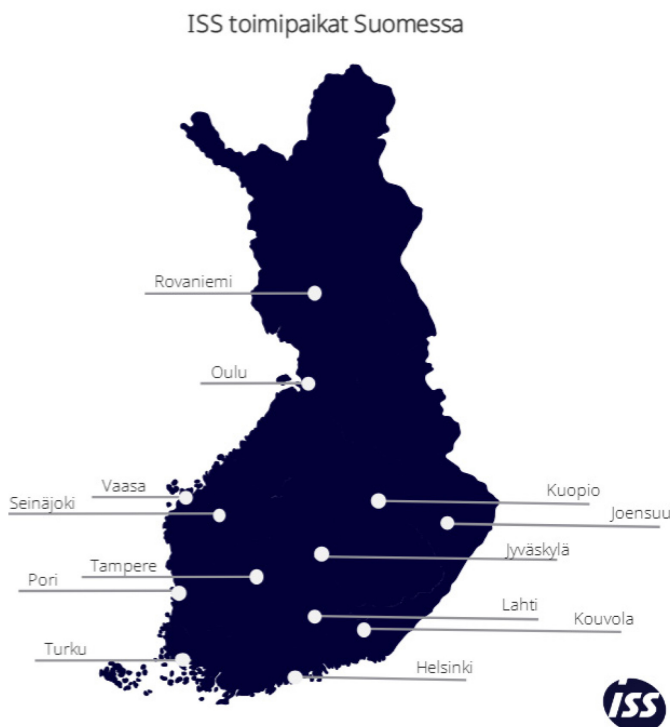 ISS toimipaikat Suomessa
Rovaniemi
Oulu
Vaasa
Seinäjoki
Kuopio
Joensuu
Jyväskylä
Tampere
Pori
Lahti
Kouvola
Turku
Helsinki
ISS